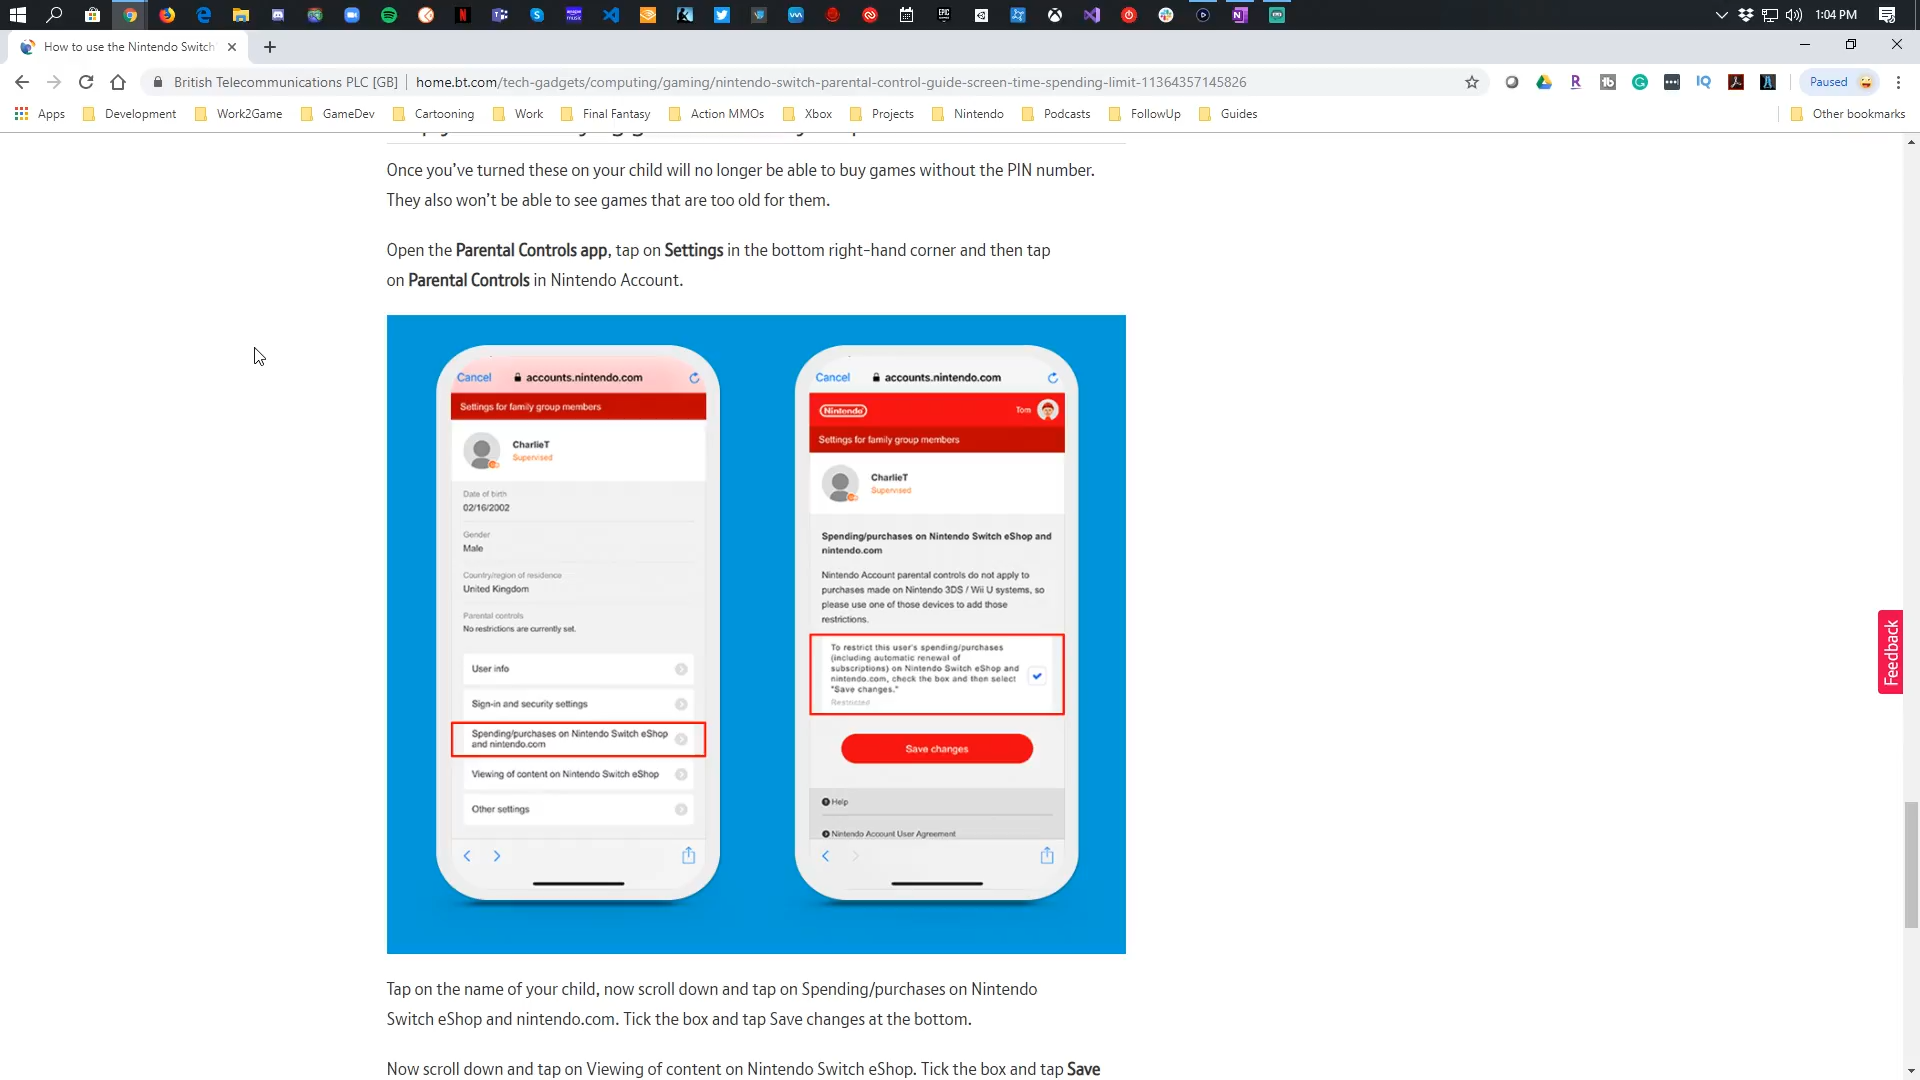 1:04 PM
How to use the Nintendo Switch
British Telecommunications PLC [GB]
home.bt.com/tech-gadgets/computing/gaming/nintendo-switch-parental-control-guide-screen-time-spending-limit-11364357145826
Paused
Apps
Development
Work2Game
GameDev
Cartooning
Work
Final Fantasy
Action MMOs
Xbox
Projects
Nintendo
Podcasts
FollowUp
Guides
Other bookmarks
Once you've turned these on your child will no longer be able to buy games without the PIN number.
They also won't be able to see games that are too old for them.
Open the Parental Controls app, tap on Settings in the bottom right-hand corner and then tap
on Parental Controls in Nintendo Account.
Cancel
accounts.nintendo.com
Settings for family group members
CharlieT
Supervised
Date of birth
02/16/2002
Gender
Male
Country/region of residence
United Kingdom
Parental controls
No restrictions are currently set.
User info
Sign-in and security settings
Spending/purchases on Nintendo Switch eShop
and nintendo.com
Viewing of content on Nintendo Switch eShop
Other settings
Cancel
accounts.nintendo.com
Nintendo
Tom
Settings for family group members
CharlieT
Supervised
Spending/purchases on Nintendo Switch eShop and
nintendo.com
Nintendo Account parental controls do not apply to
purchases made on Nintendo 3DS / Wii U systems, so
please use one of those devices to add those
restrictions.
To restrict this user's spending/purchases
(including automatic renewal of
subscriptions) on Nintendo Switch eShop and
nintendo.com, check the box and then select
"Save changes."
Restricted
Save changes
Help
Nintendo Account User Agreement
Feedback
Tap on the name of your child, now scroll down and tap on Spending/purchases on Nintendo
Switch eShop and nintendo.com. Tick the box and tap Save changes at the bottom.
Now scroll down and tap on Viewing of content on Nintendo Switch eShop. Tick the box and tap Save